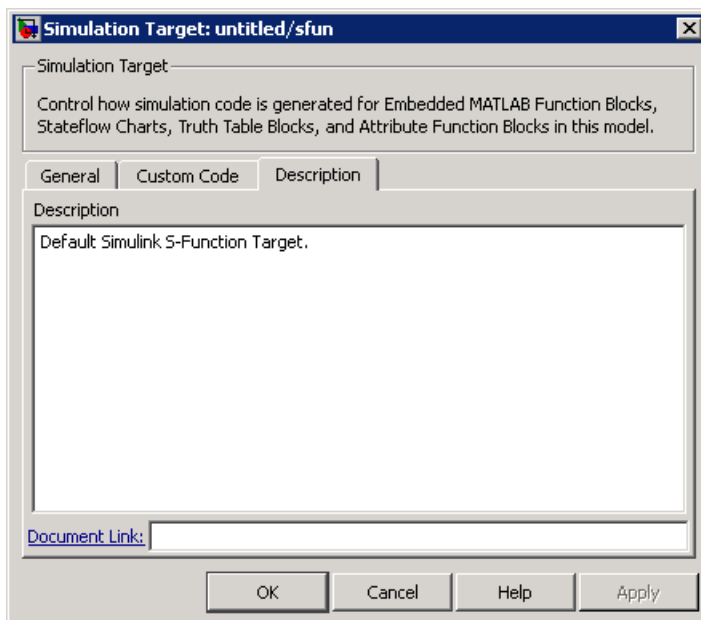 Simulation Target: untitled/sfun
Simulation Target
Control how simulation code is generated for Embedded MATLAB Function Blocks,
Stateflow Charts, Truth Table Blocks, and Attribute Function Blocks in this model.
General Custom Code Description
Description
Default Simulink S-Function Target.
Document Link:
OK Cancel Help Apply